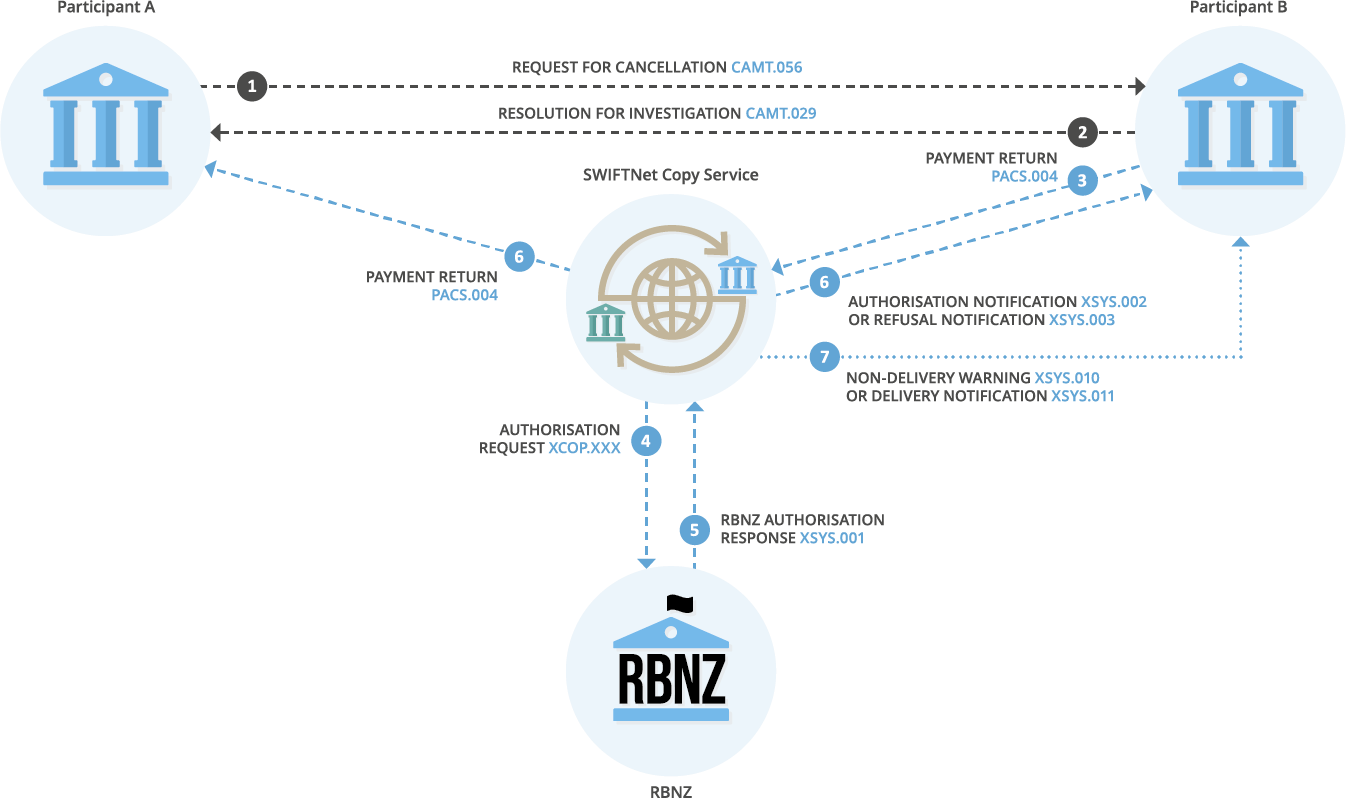 Participant A
Participant B
REQUEST FOR CANCELLATION CAMT.056
1
RESOLUTION FOR INVESTIGATION CAMT.029
2
PAYMENT RETURN
PACS.004
3
SWIFTNet Copy Service
6
PAYMENT RETURN
PACS.004
6
AUTHORISATION NOTIFICATION XSYS.002
OR REFUSAL NOTIFICATION XSYS.003
7
NON-DELIVERY WARNING XSYS.010
OR DELIVERY NOTIFICATION XSYS.011
AUTHORISATION
REQUEST XCOP.XXX
4
5
RBNZ AUTHORISATION
RESPONSE XSYS.001
RBNZ
RBNZ